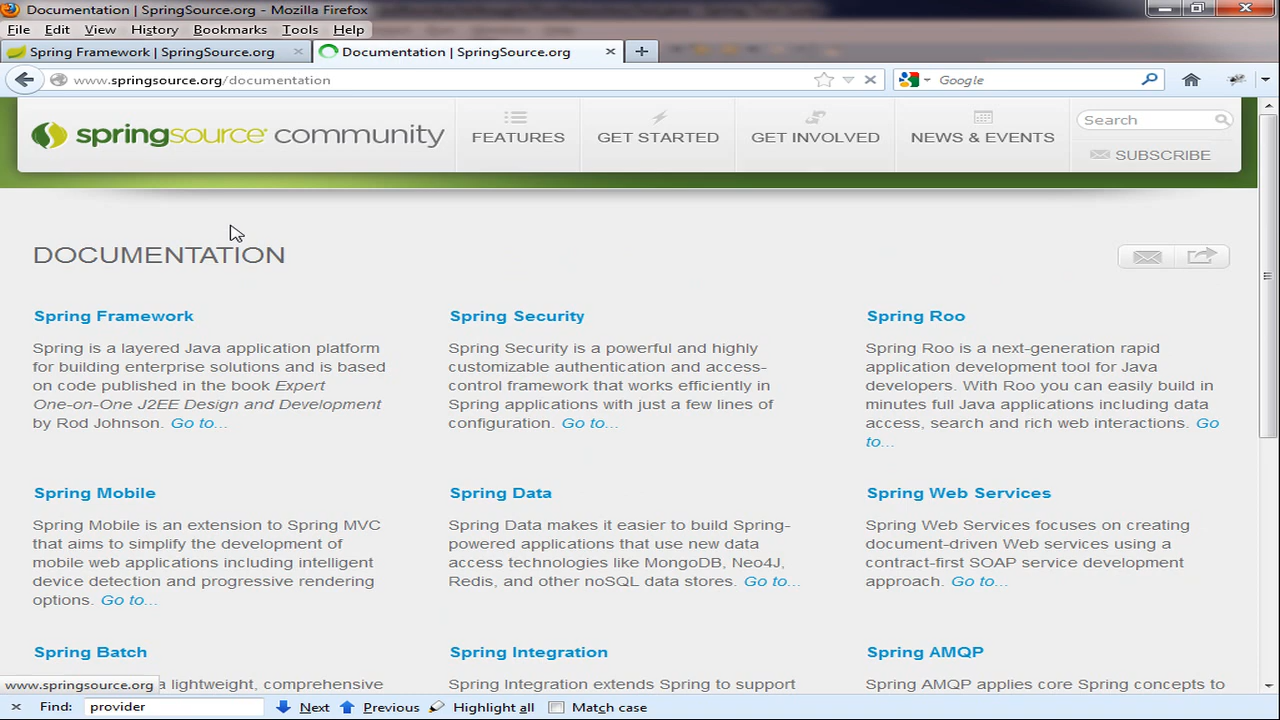 Documentation | SpringSource.org - Mozilla Firefox
File Edit View History Bookmarks Tools Help
Spring Framework | SpringSource.org × Documentation | SpringSource.org × +
www.springsource.org/documentation Google
springsource community FEATURES GET STARTED GET INVOLVED NEWS & EVENTS Search
SUBSCRIBE
DOCUMENTATION
Spring Framework
Spring is a layered Java application platform
for building enterprise solutions and is based
on code published in the book Expert
One-on-One J2EE Design and Development
by Rod Johnson. Go to...
Spring Security
Spring Security is a powerful and highly
customizable authentication and access-
control framework that works efficiently in
Spring applications with just a few lines of
configuration. Go to...
Spring Roo
Spring Roo is a next-generation rapid
application development tool for Java
developers. With Roo you can easily build in
minutes full Java applications including data
access, search and rich web interactions. Go
to...
Spring Mobile
Spring Mobile is an extension to Spring MVC
that aims to simplify the development of
mobile web applications including intelligent
device detection and progressive rendering
options. Go to...
Spring Data
Spring Data makes it easier to build Spring-
powered applications that use new data
access technologies like MongoDB, Neo4J,
Redis, and other noSQL data stores. Go to...
Spring Web Services
Spring Web Services focuses on creating
document-driven Web services using a
contract-first SOAP service development
approach. Go to...
Spring Batch
a lightweight, comprehensive
Spring Integration
Spring Integration extends Spring to support
Spring AMQP
Spring AMQP applies core Spring concepts to
www.springsource.org
× Find: provider Next Previous Highlight all Match case